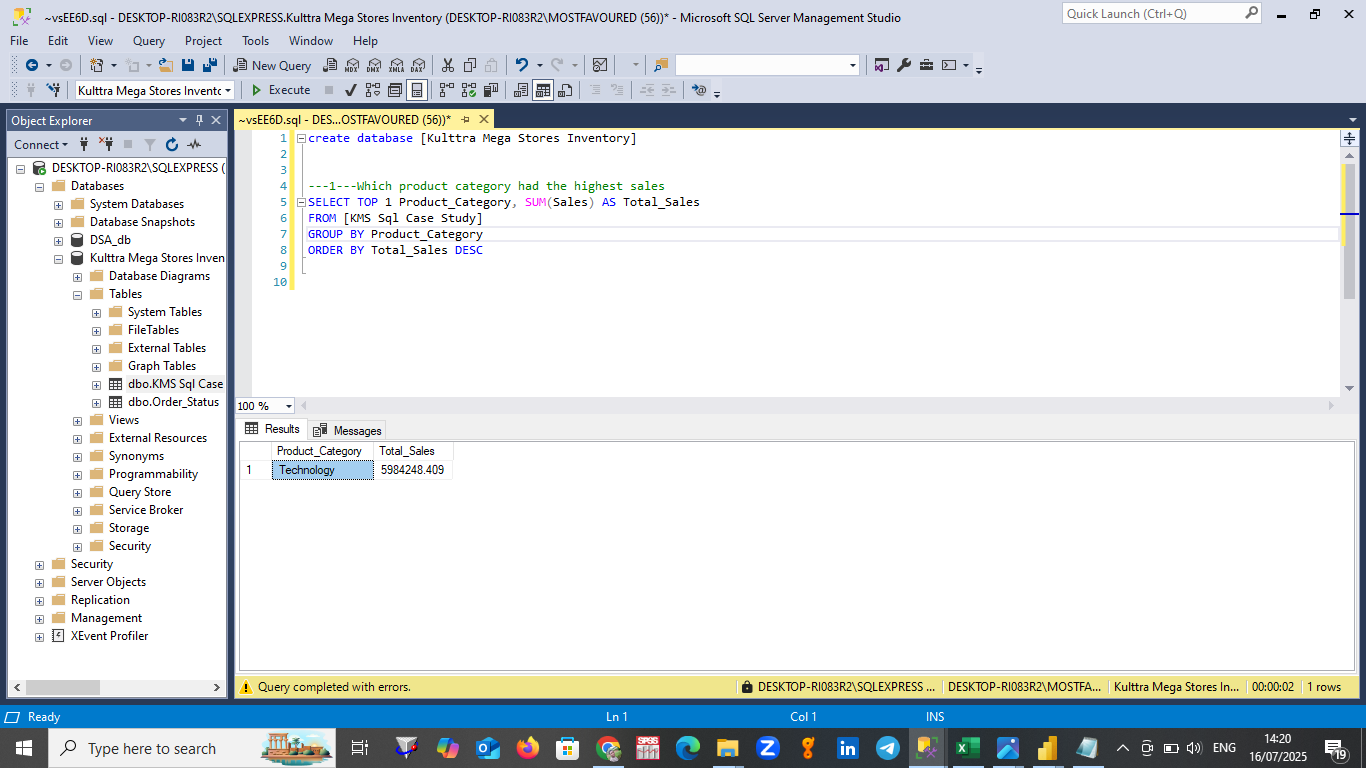 ~vsEE6D.sql - DESKTOP-RI083R2\SQLEXPRESS.Kulttra Mega Stores Inventory (DESKTOP-RI083R2\MOSTFAVOURED (56))* - Microsoft SQL Server Management Studio
Quick Launch (Ctrl+Q)
File Edit View Query Project Tools Window Help
New Query
MDX DMX XMLA DAX
Kulttra Mega Stores Invento
Execute
Object Explorer
Connect
DESKTOP-RI083R2\SQLEXPRESS (
Databases
System Databases
Database Snapshots
DSA_db
Kulttra Mega Stores Inven
Database Diagrams
Tables
System Tables
FileTables
External Tables
Graph Tables
dbo.KMS Sql Case
dbo.Order_Status
Views
External Resources
Synonyms
Programmability
Query Store
Service Broker
Storage
Security
Security
Server Objects
Replication
Management
XEvent Profiler
~vsEE6D.sql - DES...OSTFAVOURED (56))*
1 create database [Kulttra Mega Stores Inventory]
2
3
4 ---1---Which product category had the highest sales
5 SELECT TOP 1 Product_Category, SUM(Sales) AS Total_Sales
6 FROM [KMS Sql Case Study]
7 GROUP BY Product_Category
8 ORDER BY Total_Sales DESC
9
10
100 %
Results Messages
Product_Category Total_Sales
1 Technology 5984248.409
Query completed with errors.
DESKTOP-RI083R2\SQLEXPRESS ... DESKTOP-RI083R2\MOSTFA... Kulttra Mega Stores In... 00:00:02 1 rows
Ready Ln 1 Col 1 INS
Type here to search
SPGS
ENG
14:20
16/07/2025
19